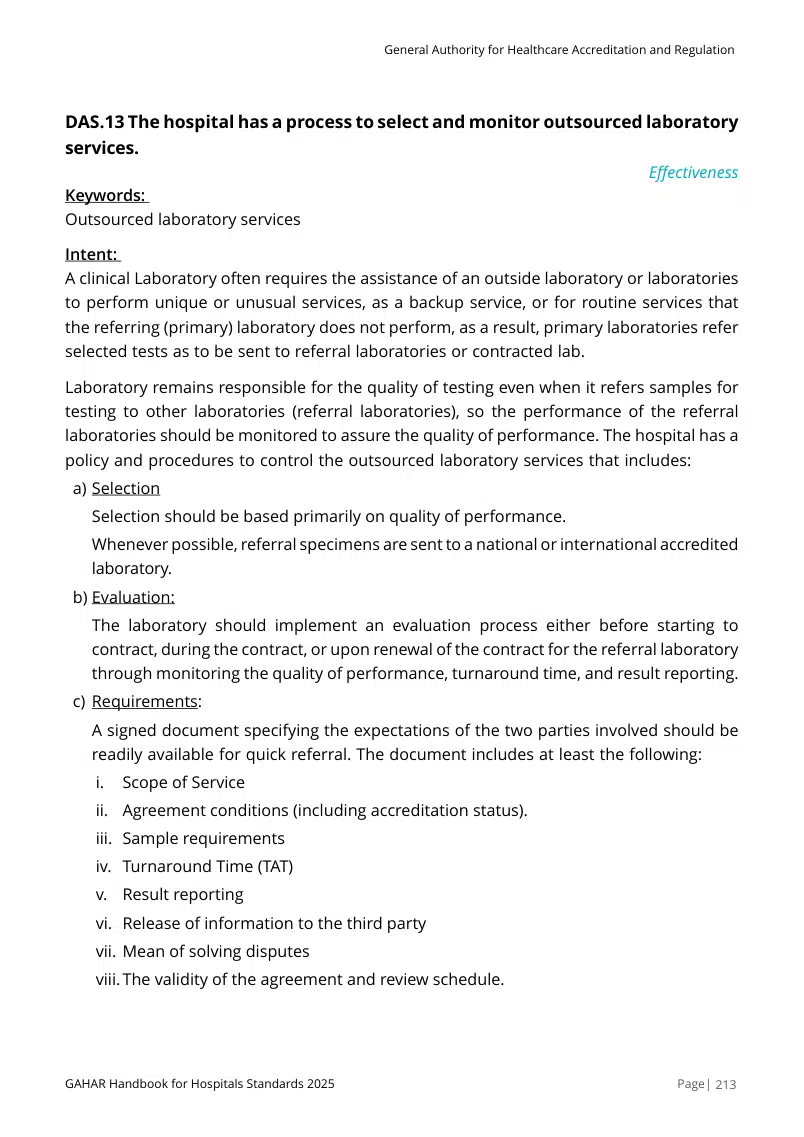 General Authority for Healthcare Accreditation and Regulation
DAS.13 The hospital has a process to select and monitor outsourced laboratory
services.
Effectiveness
Keywords:
Outsourced laboratory services
Intent:
A clinical Laboratory often requires the assistance of an outside laboratory or laboratories
to perform unique or unusual services, as a backup service, or for routine services that
the referring (primary) laboratory does not perform, as a result, primary laboratories refer
selected tests as to be sent to referral laboratories or contracted lab.
Laboratory remains responsible for the quality of testing even when it refers samples for
testing to other laboratories (referral laboratories), so the performance of the referral
laboratories should be monitored to assure the quality of performance. The hospital has a
policy and procedures to control the outsourced laboratory services that includes:
a) Selection
Selection should be based primarily on quality of performance.
Whenever possible, referral specimens are sent to a national or international accredited
laboratory.
b) Evaluation:
The laboratory should implement an evaluation process either before starting to
contract, during the contract, or upon renewal of the contract for the referral laboratory
through monitoring the quality of performance, turnaround time, and result reporting.
c) Requirements:
A signed document specifying the expectations of the two parties involved should be
readily available for quick referral. The document includes at least the following:
i. Scope of Service
ii. Agreement conditions (including accreditation status).
iii. Sample requirements
iv. Turnaround Time (TAT)
v. Result reporting
vi. Release of information to the third party
vii. Mean of solving disputes
viii. The validity of the agreement and review schedule.
GAHAR Handbook for Hospitals Standards 2025
Page| 213